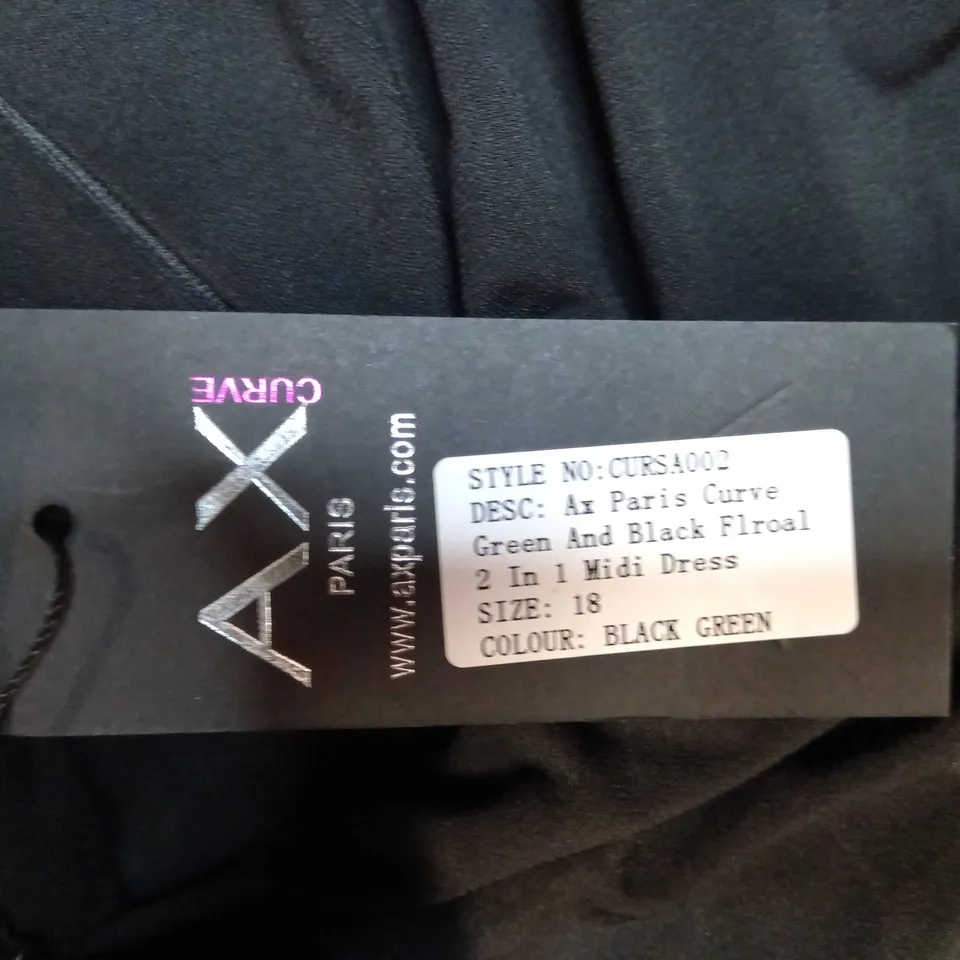 CURVE
AX
PARIS
www.axparis.com
STYLE NO:CURSA002
DESC: Ax Paris Curve
Green And Black Flroal
2 In 1 Midi Dress
SIZE: 18
COLOUR: BLACK GREEN